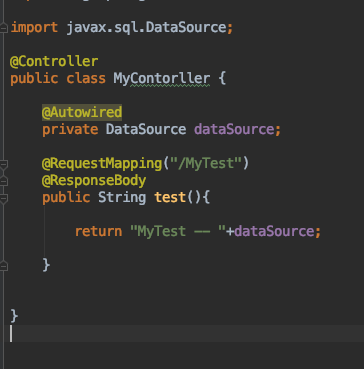 import javax.sql.DataSource;
@Controller
public class MyContorller {
@Autowired
private DataSource dataSource;
@RequestMapping("/MyTest")
@ResponseBody
public String test(){
return "MyTest -- "+dataSource;
}
}